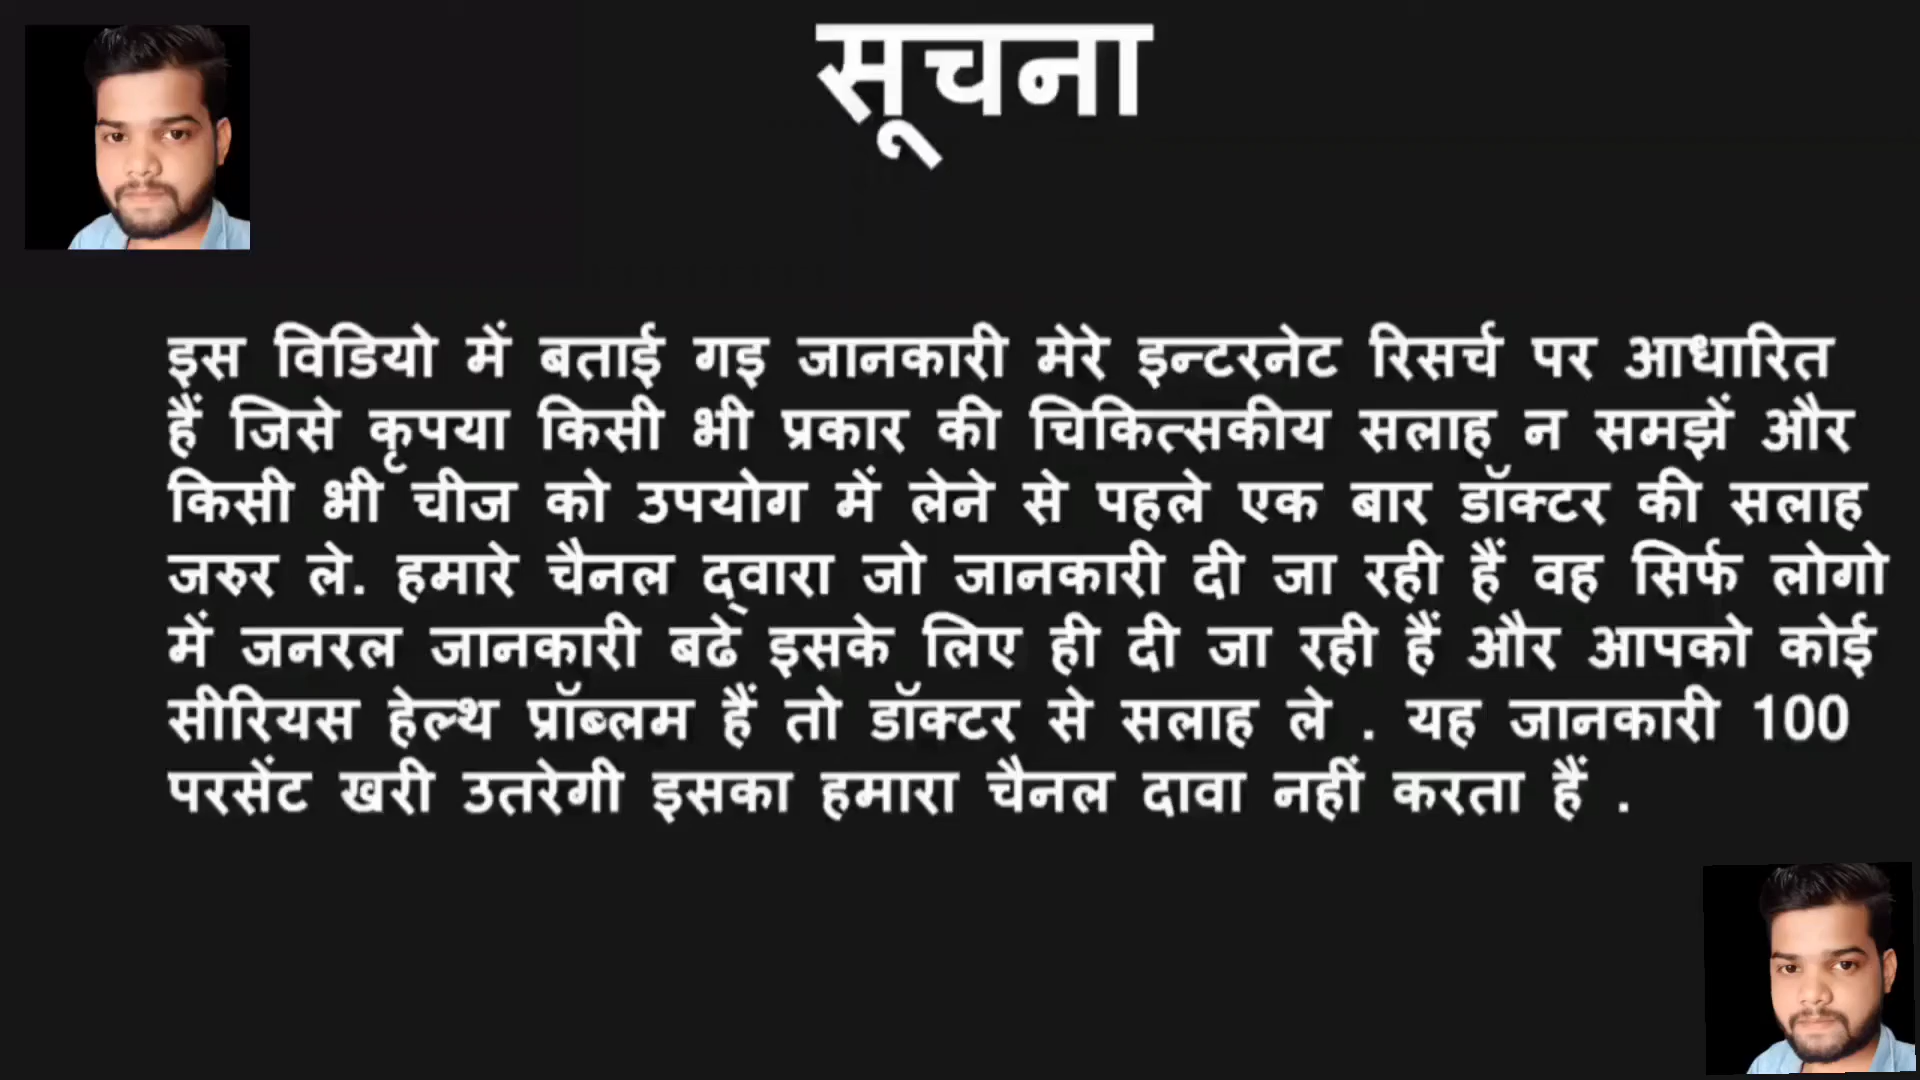 सूचना
इस विडियो में बताई गइ जानकारी मेरे इन्टरनेट रिसर्च पर आधारित
हैं जिसे कृपया किसी भी प्रकार की चिकित्सकीय सलाह न समझें और
किसी भी चीज को उपयोग में लेने से पहले एक बार डॉक्टर की सलाह
जरुर ले. हमारे चैनल द्वारा जो जानकारी दी जा रही हैं वह सिर्फ लोगो
में जनरल जानकारी बढे इसके लिए ही दी जा रही हैं और आपको कोई
सीरियस हेल्थ प्रॉब्लम हैं तो डॉक्टर से सलाह ले . यह जानकारी 100
परसेंट खरी उतरेगी इसका हमारा चैनल दावा नहीं करता हैं .